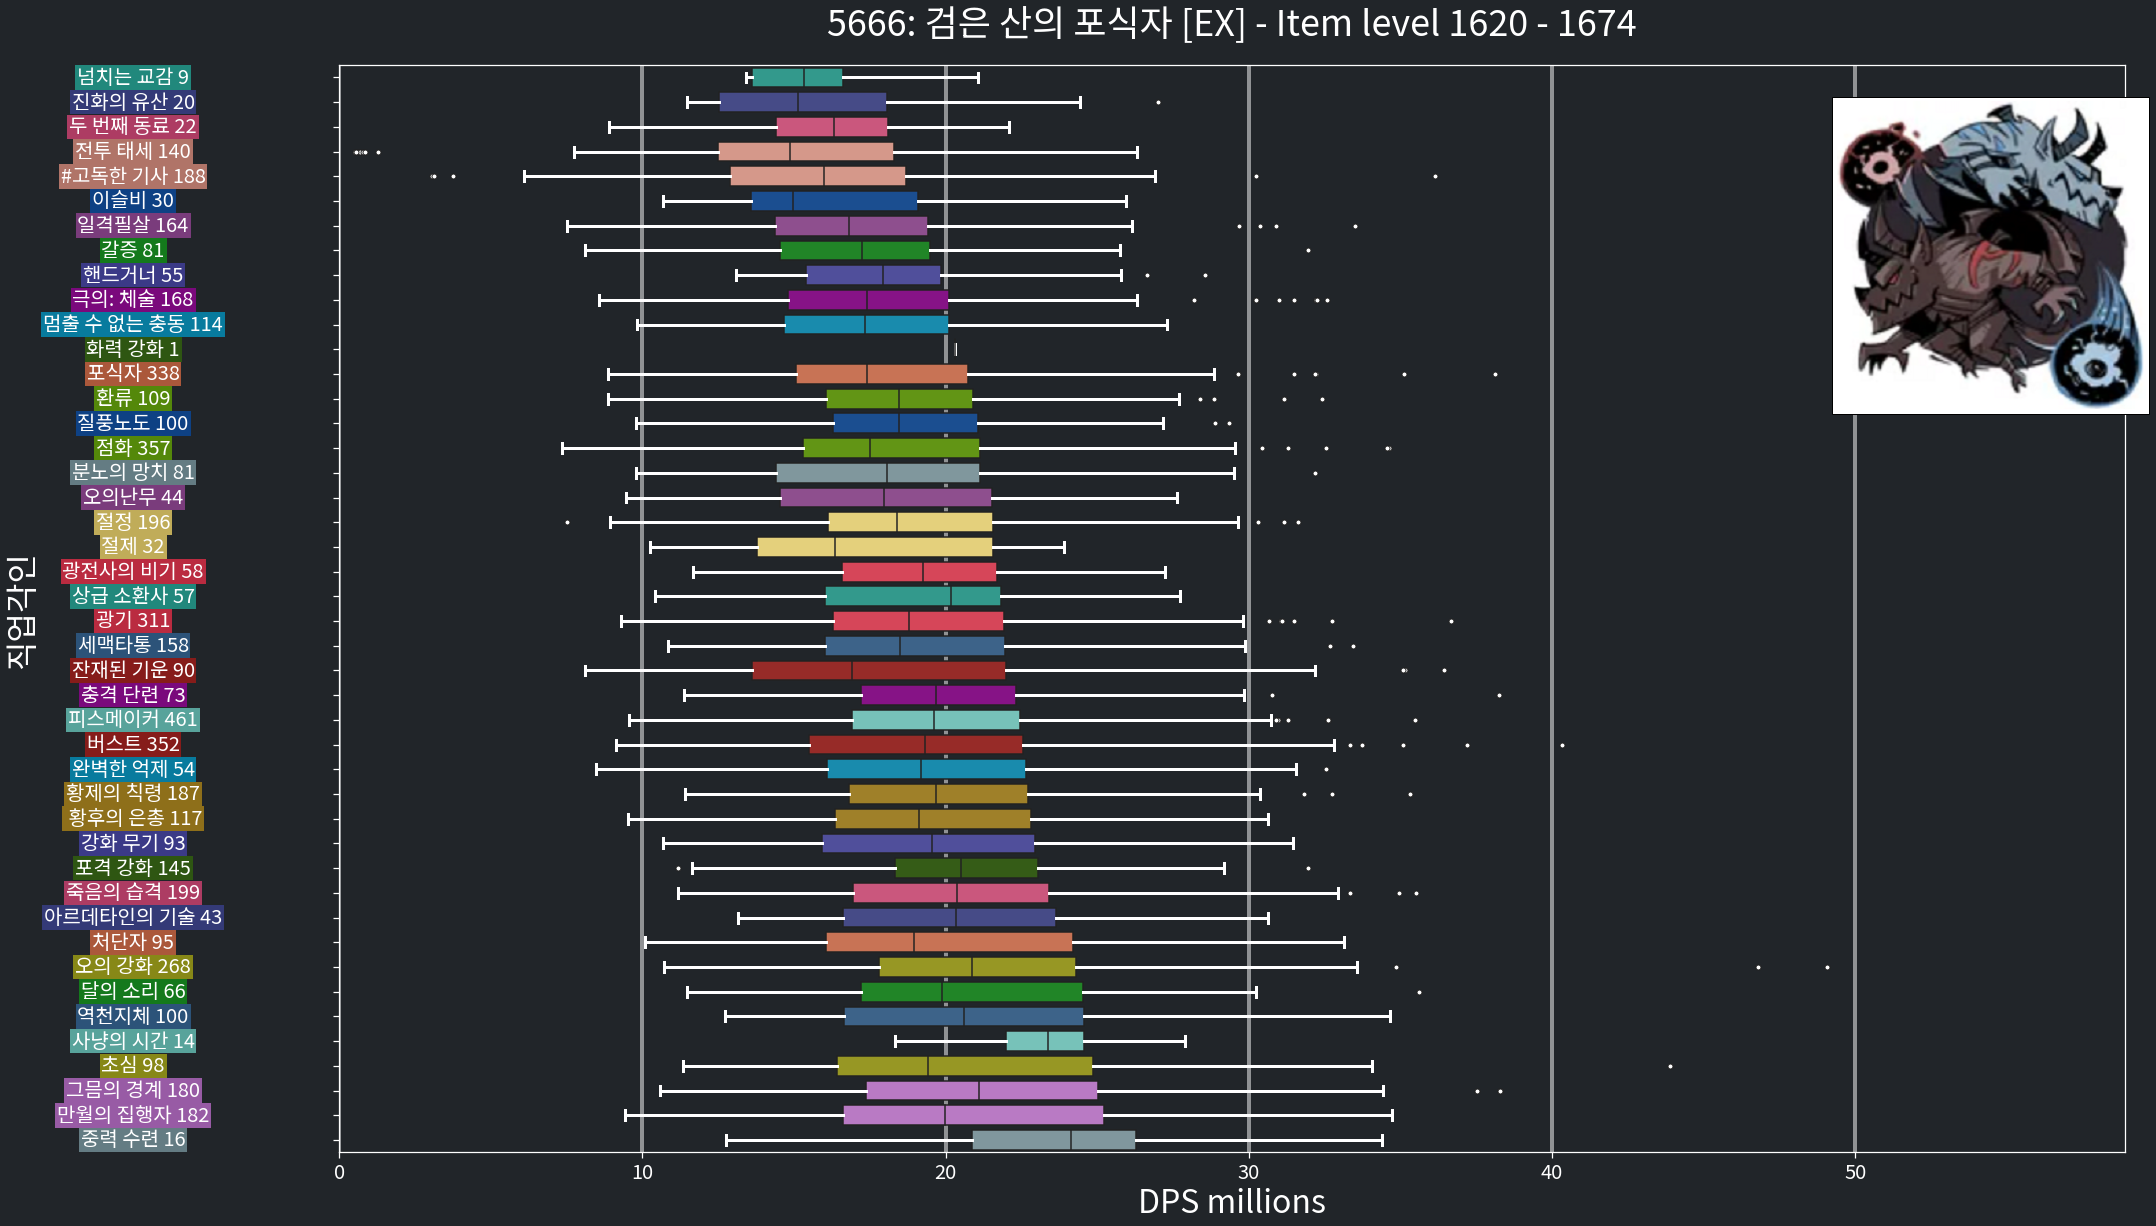 5666: 검은 산의 포식자 [EX] - Item level 1620 - 1674
넘치는 교감 9
진화의 유산 20
두 번째 동료 22
전투 태세 140
#고독한 기사 188
이슬비 30
일격필살 164
갈증 81
핸드거너 55
극의: 체술 168
멈출 수 없는 충동 114
화력 강화 1
포식자 338
환류 109
질풍노도 100
점화 357
분노의 망치 81
오의난무 44
절정 196
절제 32
광전사의 비기 58
상급 소환사 57
광기 311
세맥타통 158
잔재된 기운 90
충격 단련 73
피스메이커 461
버스트 352
완벽한 억제 54
황제의 칙령 187
황후의 은총 117
강화 무기 93
포격 강화 145
죽음의 습격 199
아르데타인의 기술 43
처단자 95
오의 강화 268
달의 소리 66
역천지체 100
사냥의 시간 14
초심 98
그믐의 경계 180
만월의 집행자 182
중력 수련 16
직업각인
0 10 20 30 40 50
DPS millions